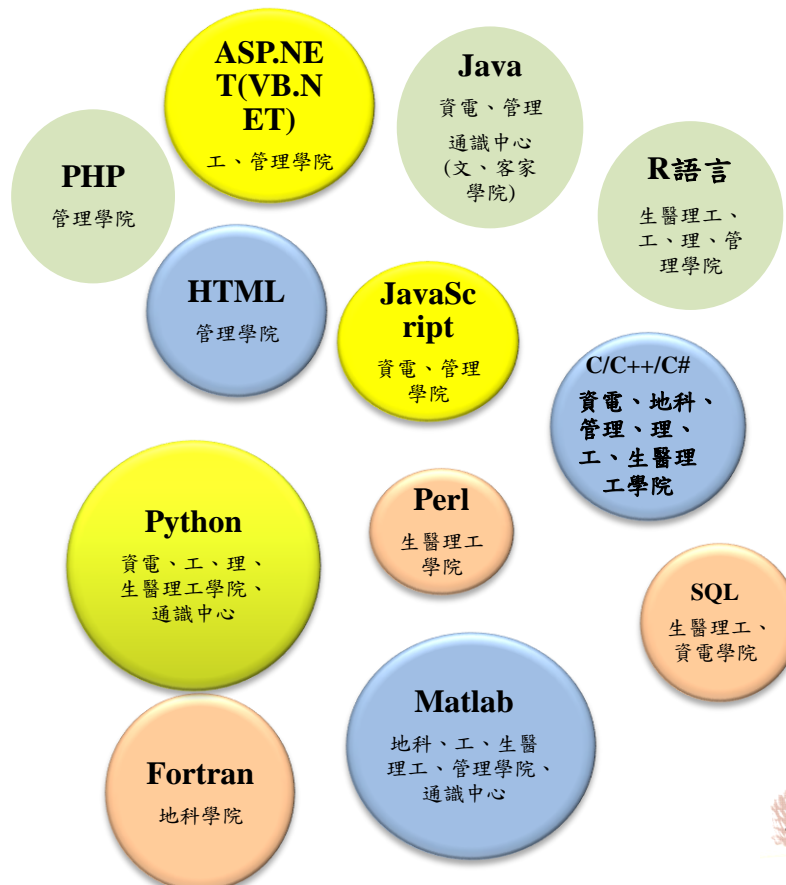 ASP.NE
T(VB.N
ET)
工、管理學院
Java
資電、管理
通識中心
(文、客家
學院)
PHP
管理學院
R語言
生醫理工、
工、理、管
理學院
HTML
管理學院
JavaSc
ript
資電、管理
學院
C/C++/C#
資電、地科、
管理、理、
工、生醫理
工學院
Python
資電、工、理、
生醫理工學院、
通識中心
Perl
生醫理工
學院
SQL
生醫理工、
資電學院
Matlab
地科、工、生醫
理工、管理學院、
通識中心
Fortran
地科學院